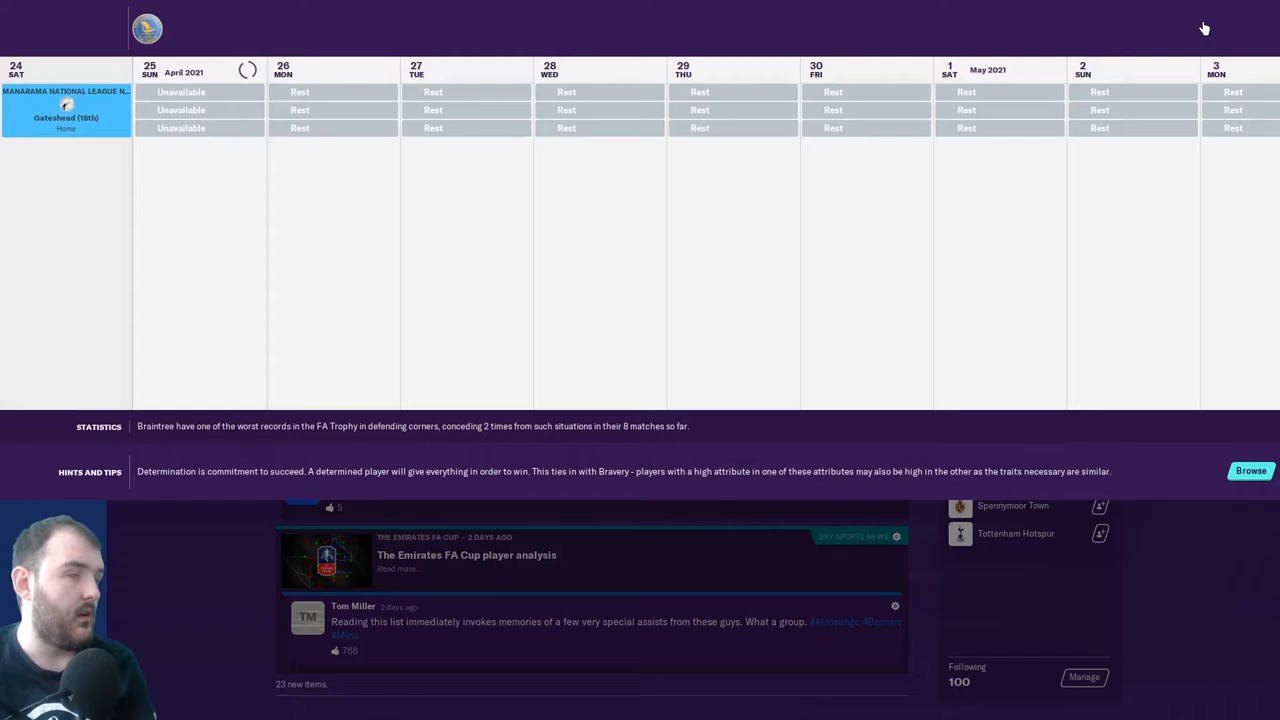 24
SAT
25
SUN
April 2021
26
MON
27
TUE
28
WED
29
THU
30
FRI
1
SAT
May 2021
2
SUN
3
MON
MANARAMA NATIONAL LEAGUE N...
Gateshead (18th)
Home
Unavailable
Rest
Rest
Rest
Rest
Rest
Rest
Rest
Rest
Unavailable
Rest
Rest
Rest
Rest
Rest
Rest
Rest
Rest
Unavailable
Rest
Rest
Rest
Rest
Rest
Rest
Rest
Rest
STATISTICS
Braintree have one of the worst records in the FA Trophy in defending corners, conceding 2 times from such situations in their 8 matches so far.
HINTS AND TIPS
Determination is commitment to succeed. A determined player will give everything in order to win. This ties in with Bravery - players with a high attribute in one of these attributes may also be high in the other as the traits necessary are similar.
Browse
5
THE EMIRATES FA CUP - 2 DAYS AGO
SKY SPORTS NEWS
The Emirates FA Cup player analysis
Read more...
TM
Tom Miller 2 days ago
Reading this list immediately invokes memories of a few very special assists from these guys. What a group. #Massengo #Bernar
#Mina
768
23 new items.
Spennymoor Town
Tottenham Hotspur
Following
100
Manage